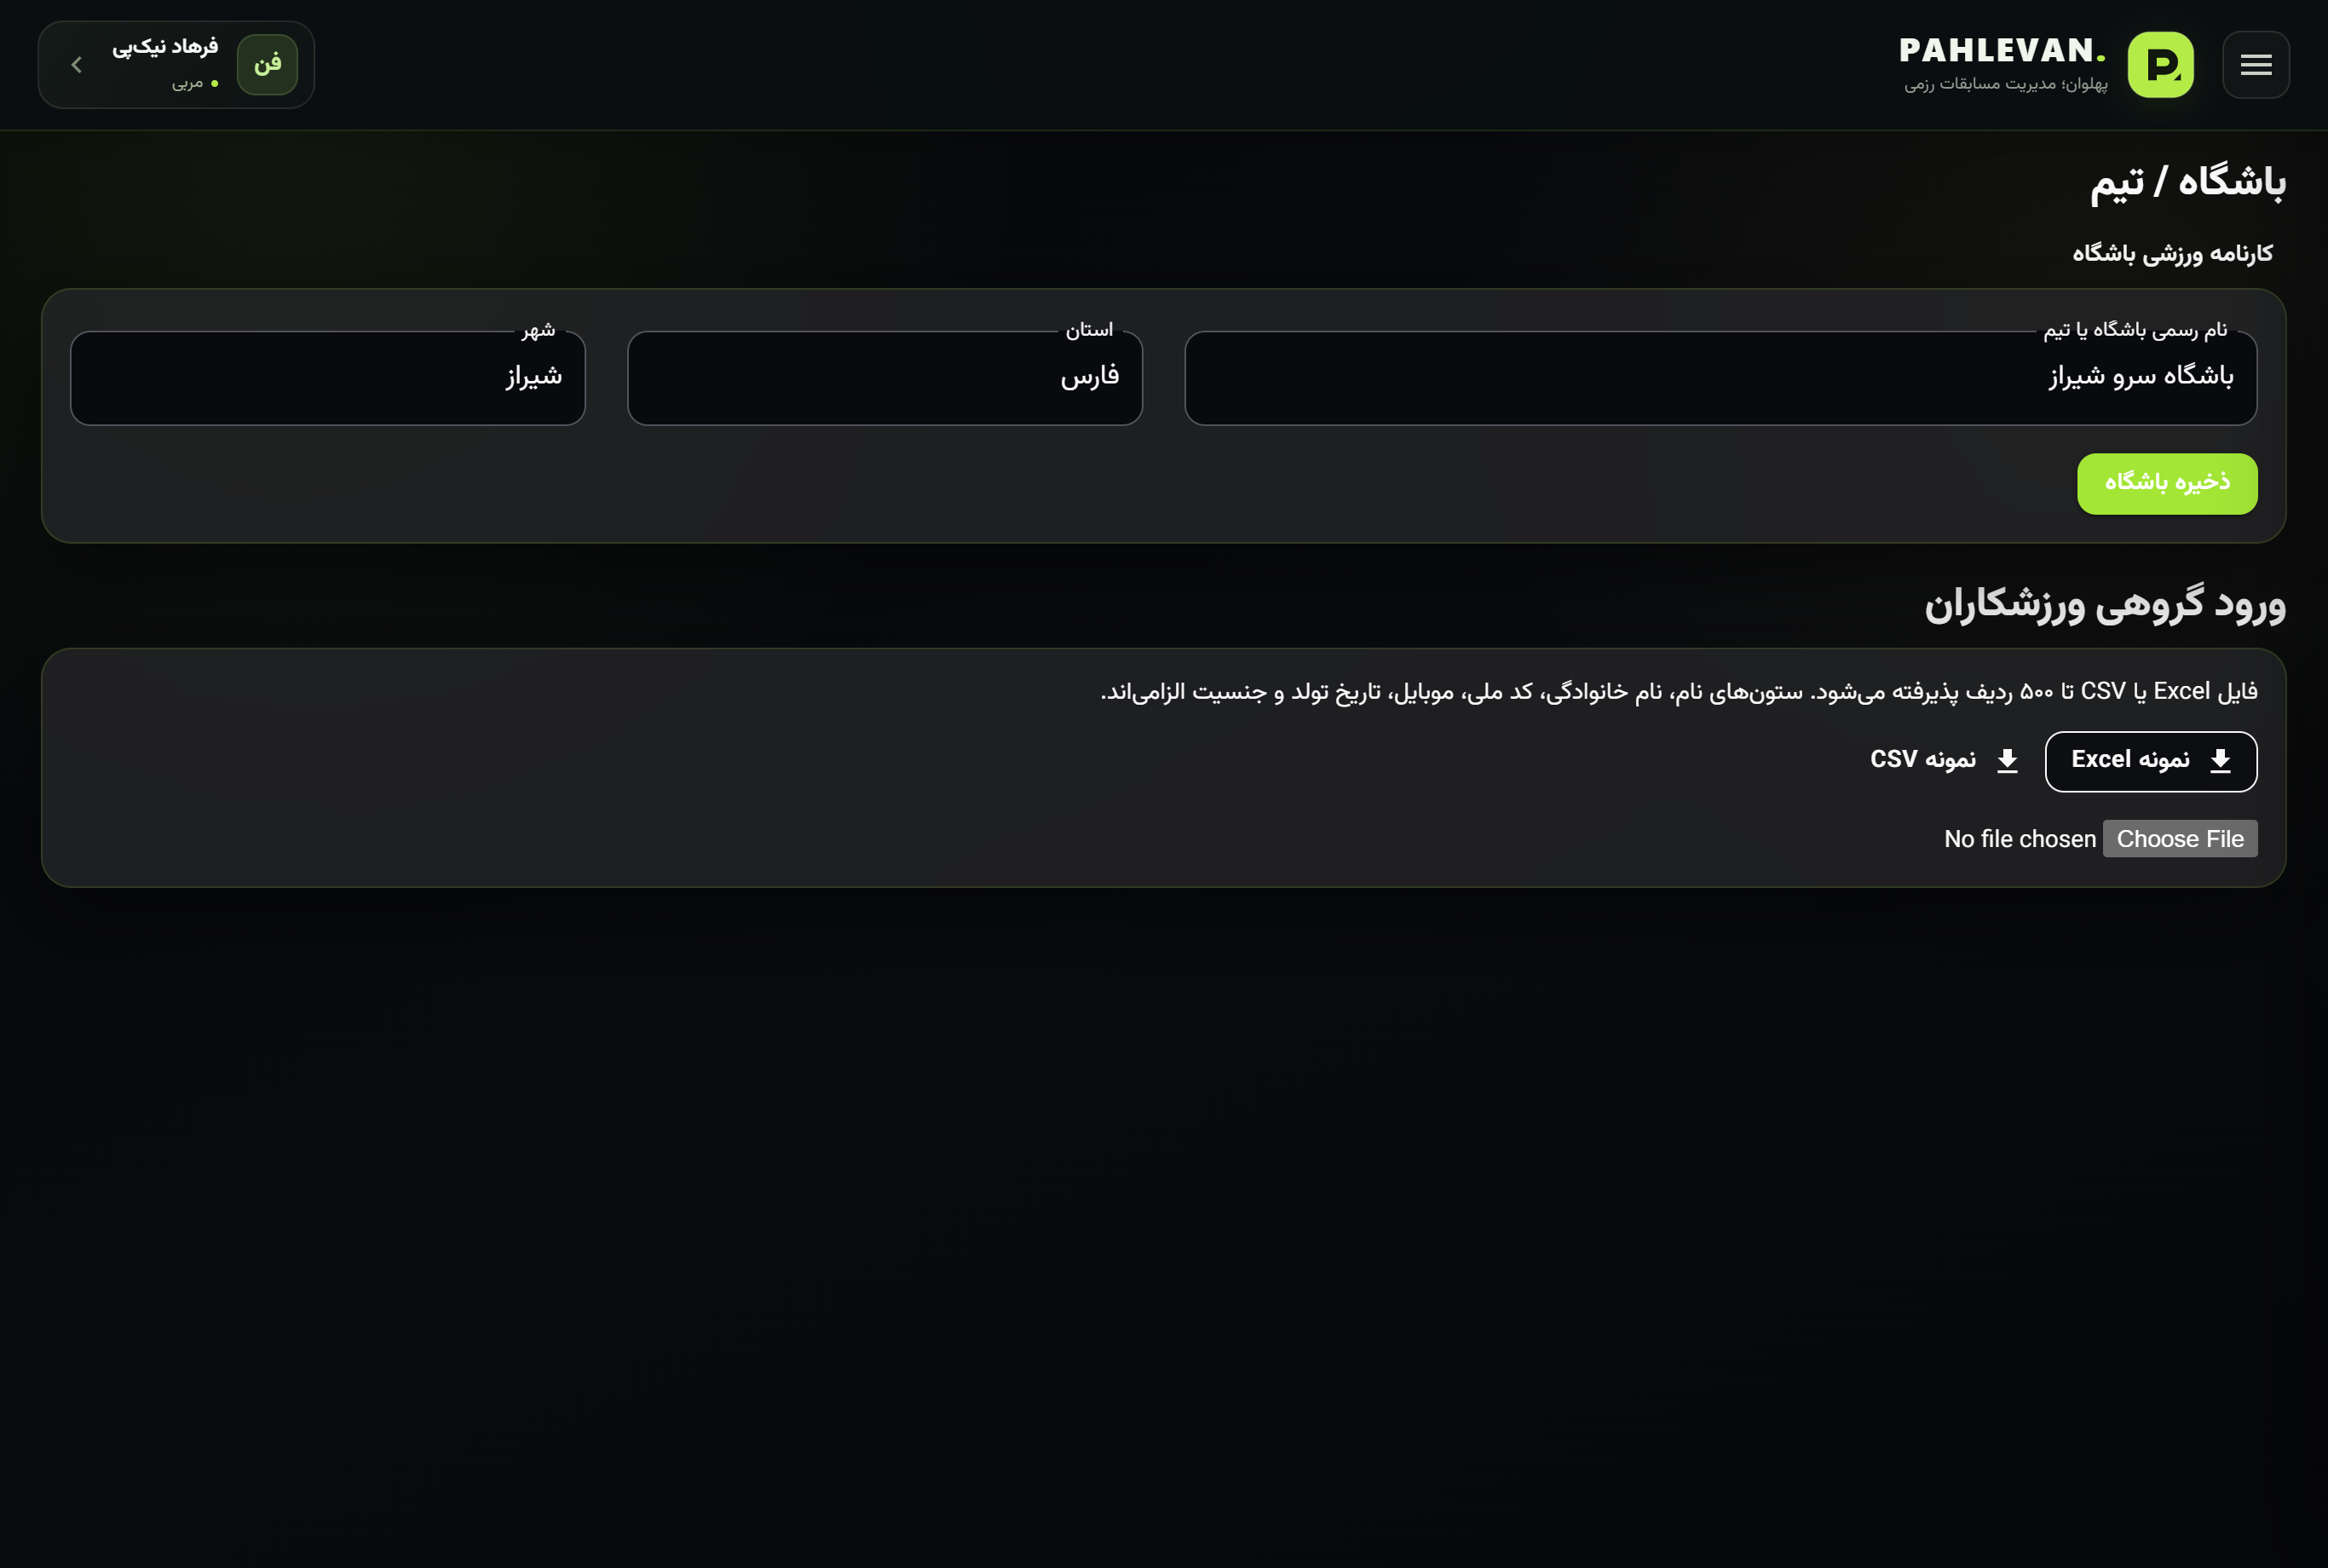 PAHLEVAN.
پهلوان؛ مدیریت مسابقات رزمی
فن
فرهاد نیک‌پی
مربی
باشگاه / تیم
کارنامه ورزشی باشگاه
نام رسمی باشگاه یا تیم
باشگاه سرو شیراز
استان
فارس
شهر
شیراز
ذخیره باشگاه
ورود گروهی ورزشکاران
فایل Excel یا CSV تا ۵۰۰ ردیف پذیرفته می‌شود. ستون‌های نام، نام خانوادگی، کد ملی، موبایل، تاریخ تولد و جنسیت الزامی‌اند.
نمونه Excel
نمونه CSV
Choose File No file chosen